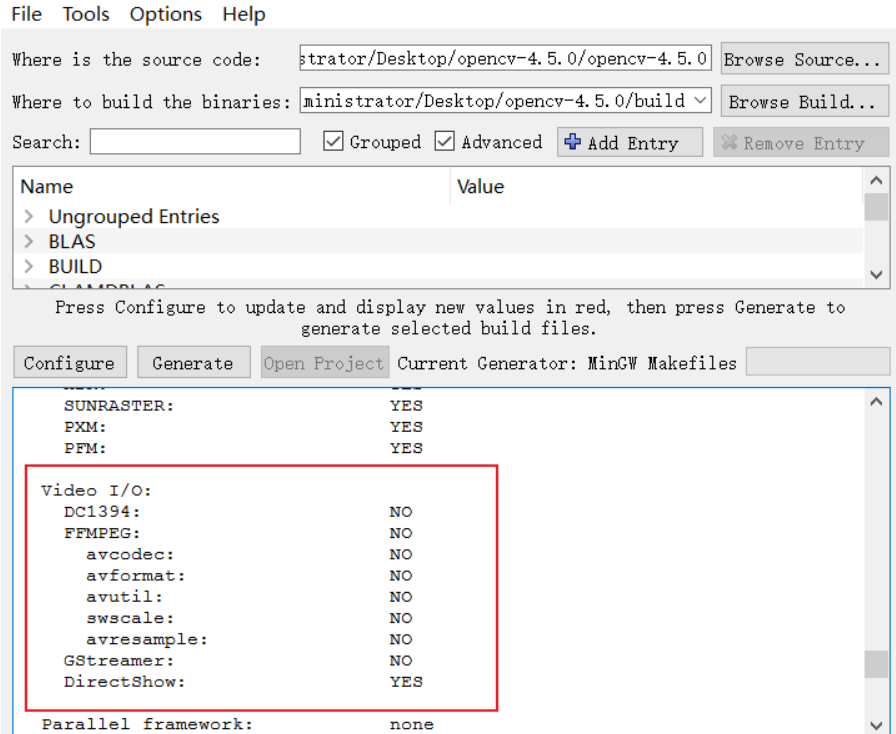 File Tools Options Help
Where is the source code: strator/Desktop/opencv-4.5.0/opencv-4.5.0 Browse Source...
Where to build the binaries: ministrator/Desktop/opencv-4.5.0/build Browse Build...
Search: Grouped Advanced Add Entry Remove Entry
Name Value
Ungrouped Entries
BLAS
BUILD
CLAMDBLAS
Press Configure to update and display new values in red, then press Generate to
generate selected build files.
Configure Generate Open Project Current Generator: MinGW Makefiles
SUNRASTER: YES
PXM: YES
PFM: YES
Video I/O:
DC1394: NO
FFMPEG: NO
avcodec: NO
avformat: NO
avutil: NO
swscale: NO
avresample: NO
GStreamer: NO
DirectShow: YES
Parallel framework: none